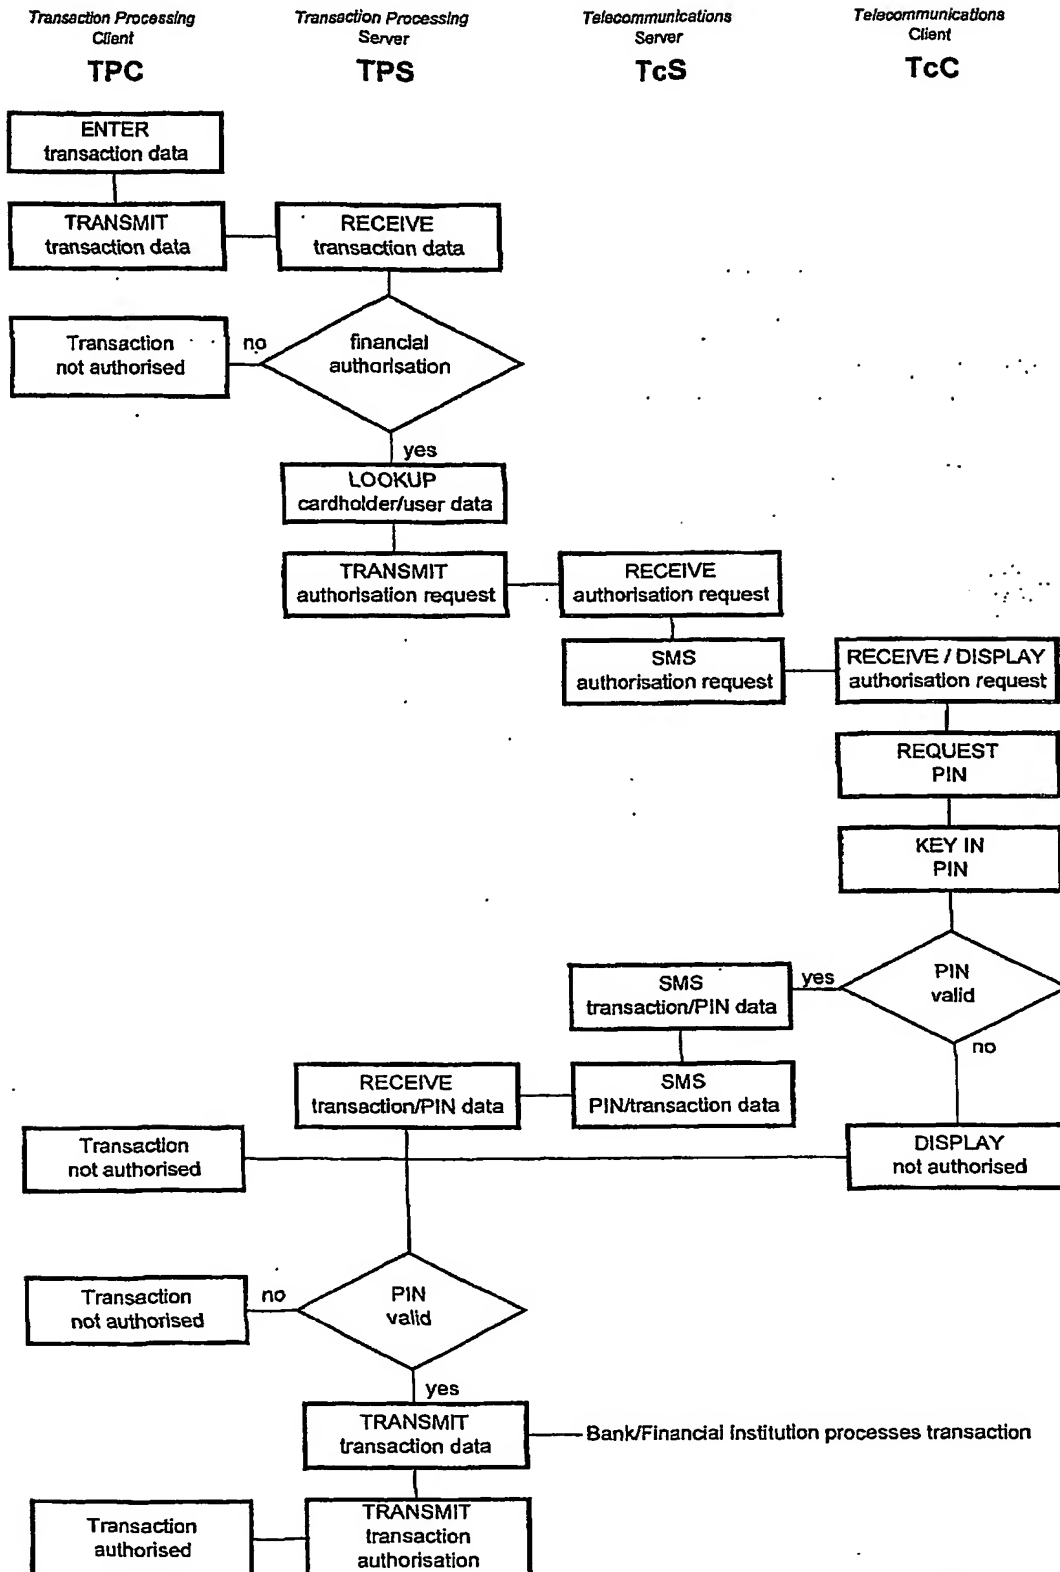 Transaction Processing
Client
TPC
Transaction Processing
Server
TPS
Telecommunications
Server
TcS
Telecommunications
Client
TcC
ENTER
transaction data
TRANSMIT
transaction data
RECEIVE
transaction data
Transaction
not authorised
no
financial
authorisation
yes
LOOKUP
cardholder/user data
TRANSMIT
authorisation request
RECEIVE
authorisation request
SMS
authorisation request
RECEIVE / DISPLAY
authorisation request
REQUEST
PIN
KEY IN
PIN
SMS
transaction/PIN data
yes
PIN
valid
no
RECEIVE
transaction/PIN data
SMS
PIN/transaction data
Transaction
not authorised
DISPLAY
not authorised
Transaction
not authorised
no
PIN
valid
yes
TRANSMIT
transaction data
Bank/Financial Institution processes transaction
Transaction
authorised
TRANSMIT
transaction
authorisation